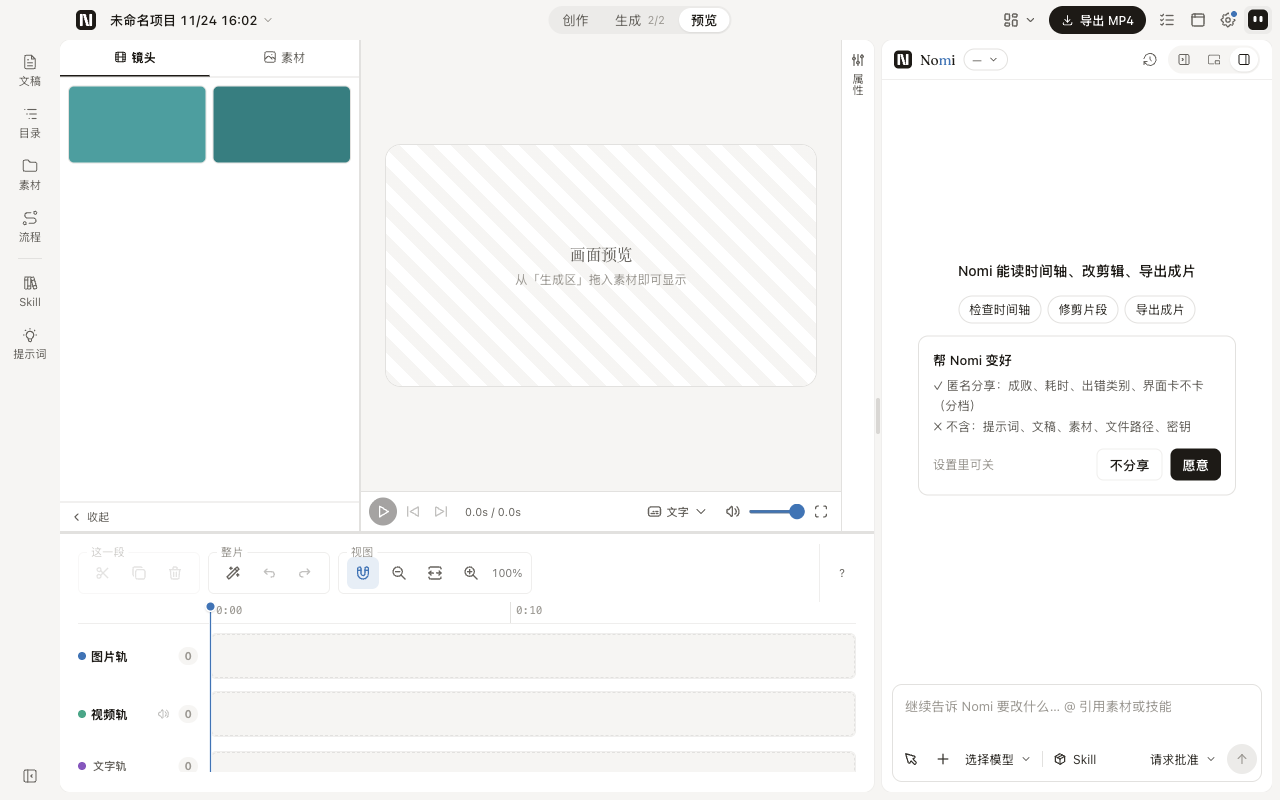 未命名项目 11/24 16:02
创作
生成 2/2
预览
导出 MP4
文稿
目录
素材
流程
Skill
提示词
镜头
素材
收起
画面预览
从「生成区」拖入素材即可显示
0.0s / 0.0s
文字
属性
Nomi
—
Nomi 能读时间轴、改剪辑、导出成片
检查时间轴
修剪片段
导出成片
帮 Nomi 变好
✓ 匿名分享：成败、耗时、出错类别、界面卡不卡
（分档）
✕ 不含：提示词、文稿、素材、文件路径、密钥
设置里可关
不分享
愿意
这一段
整片
视图
100%
?
0:00
0:10
图片轨 0
视频轨 0
文字轨 0
继续告诉 Nomi 要改什么... @ 引用素材或技能
选择模型
Skill
请求批准